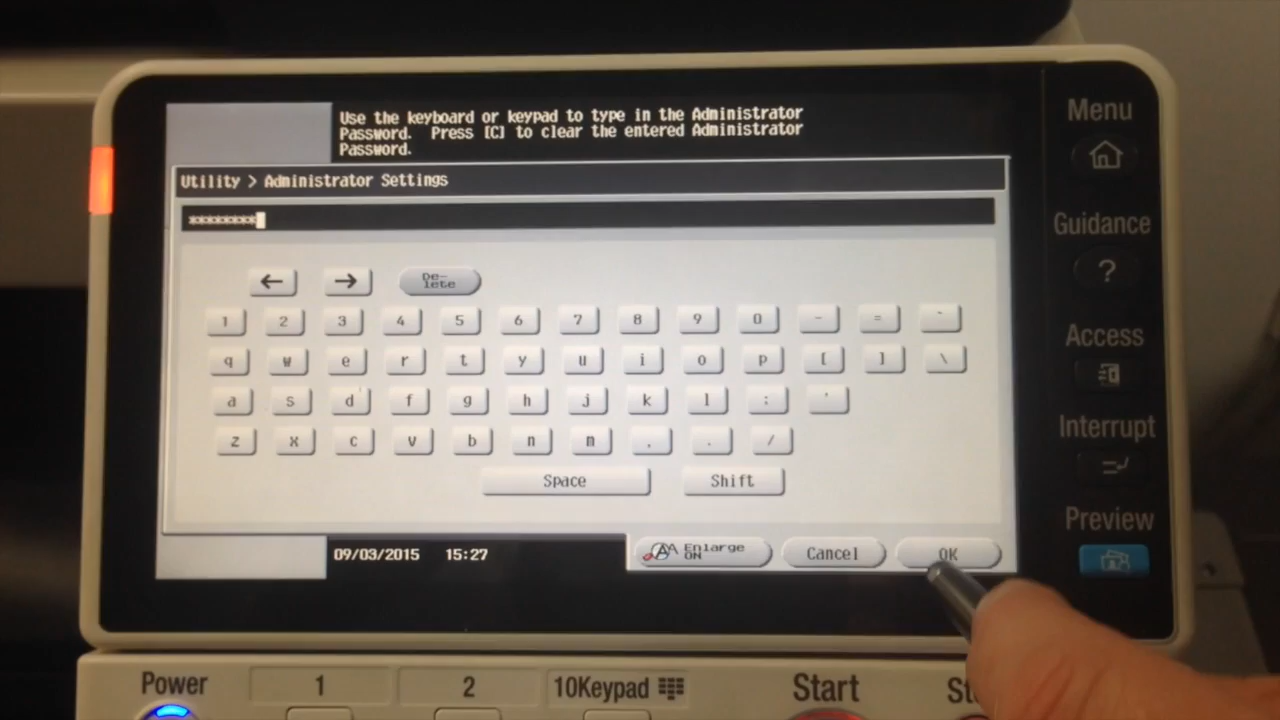 Use the keyboard or keypad to type in the Administrator
Password. Press [C] to clear the entered Administrator
Password.
Utility > Administrator Settings
********
← → De-
lete
1 2 3 4 5 6 7 8 9 0 - = `
q w e r t y u i o p [ ] \
a s d f g h j k l ; '
z x c v b n m , . /
Space Shift
09/03/2015 15:27
Enlarge
ON
Cancel
OK
Menu
Guidance
?
Access
Interrupt
Preview
Power
1
2
10Keypad
Start